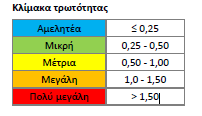 Κλίμακα τρωτότητας
Αμελητέα ≤ 0,25
Μικρή 0,25 - 0,50
Μέτρια 0,50 - 1,00
Μεγάλη 1,0 - 1,50
Πολύ μεγάλη > 1,50